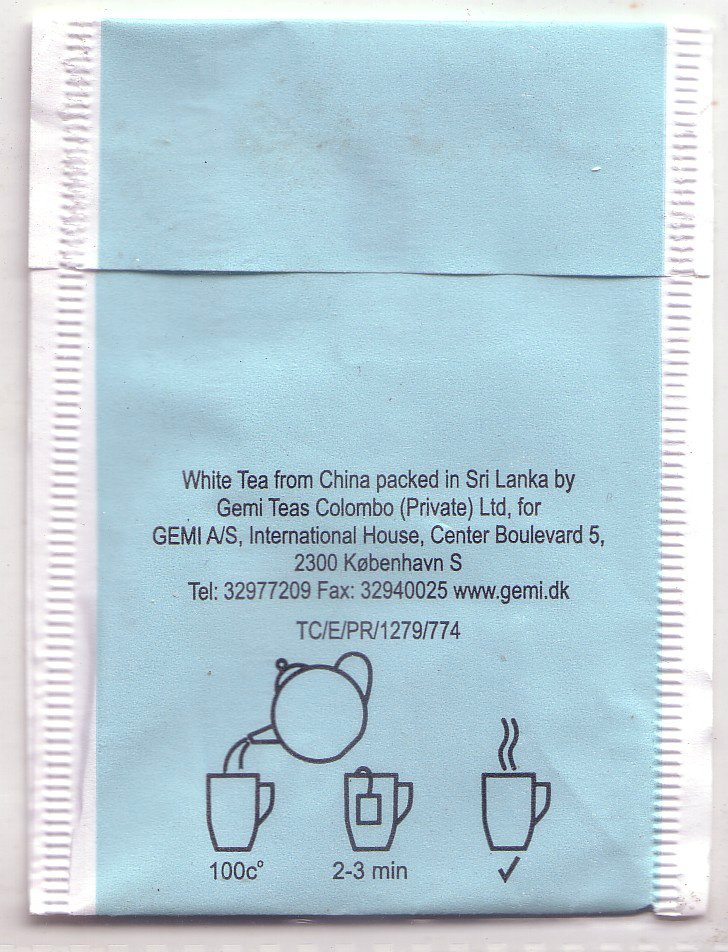 White Tea from China packed in Sri Lanka by
Gemi Teas Colombo (Private) Ltd, for
GEMI A/S, International House, Center Boulevard 5,
2300 København S
Tel: 32977209 Fax: 32940025 www.gemi.dk
TC/E/PR/1279/774
100c°
2-3 min